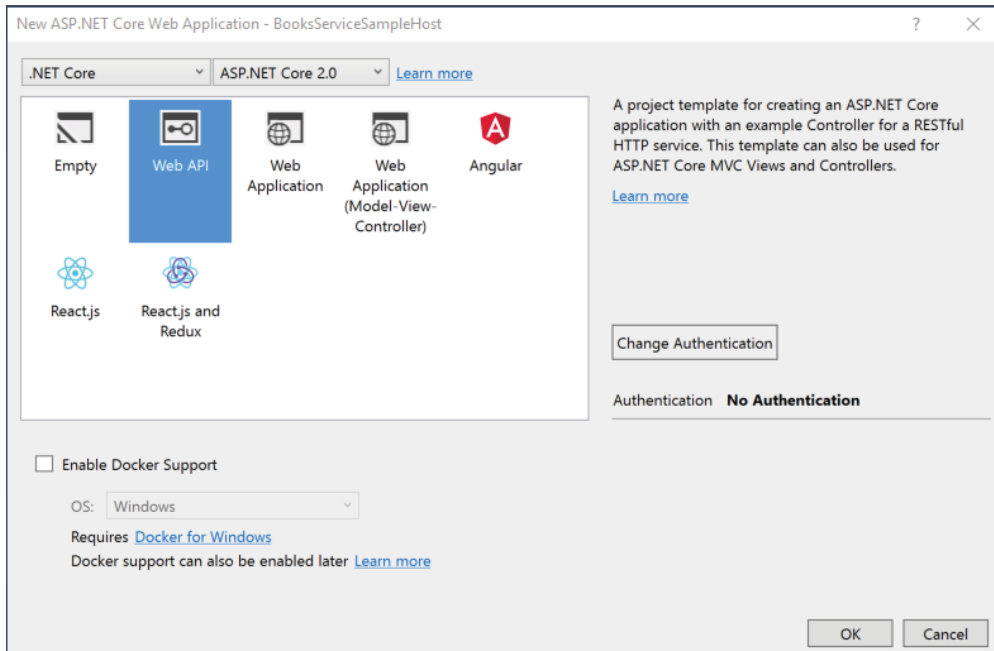 New ASP.NET Core Web Application - BooksServiceSampleHost
?
.NET Core
ASP.NET Core 2.0
Learn more
Empty
Web API
Web
Application
Web
Application
(Model-View-
Controller)
Angular
React.js
React.js and
Redux
A project template for creating an ASP.NET Core
application with an example Controller for a RESTful
HTTP service. This template can also be used for
ASP.NET Core MVC Views and Controllers.
Learn more
Change Authentication
Authentication No Authentication
Enable Docker Support
OS: Windows
Requires Docker for Windows
Docker support can also be enabled later Learn more
OK
Cancel